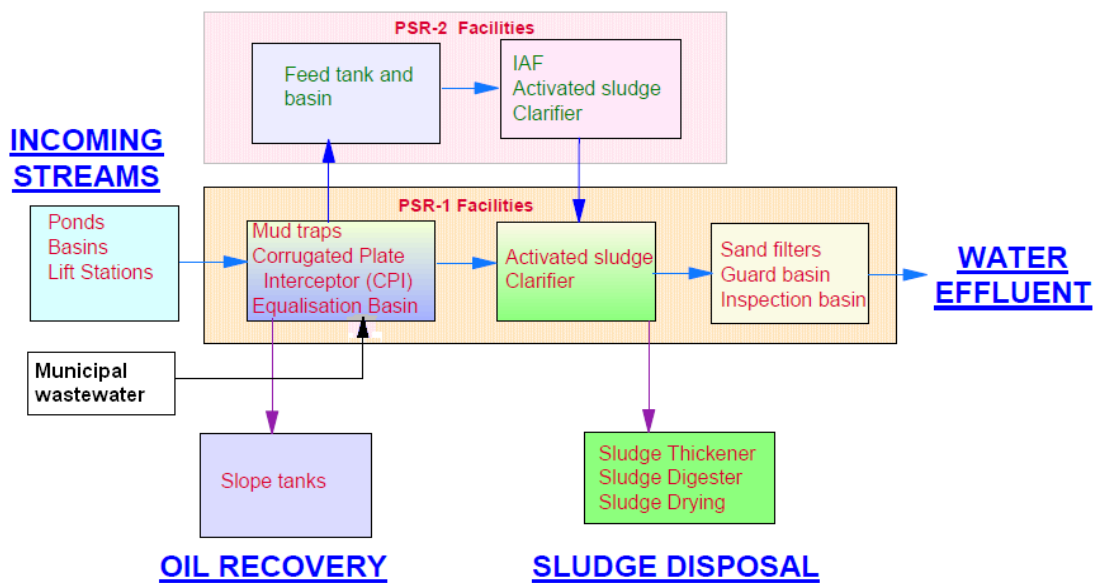 PSR-2 Facilities
Feed tank and
basin
IAF
Activated sludge
Clarifier
INCOMING
STREAMS
PSR-1 Facilities
Ponds
Basins
Lift Stations
Mud traps
Corrugated Plate
Interceptor (CPI)
Equalisation Basin
Activated sludge
Clarifier
Sand filters
Guard basin
Inspection basin
WATER
EFFLUENT
Municipal
wastewater
Slope tanks
Sludge Thickener
Sludge Digester
Sludge Drying
OIL RECOVERY
SLUDGE DISPOSAL